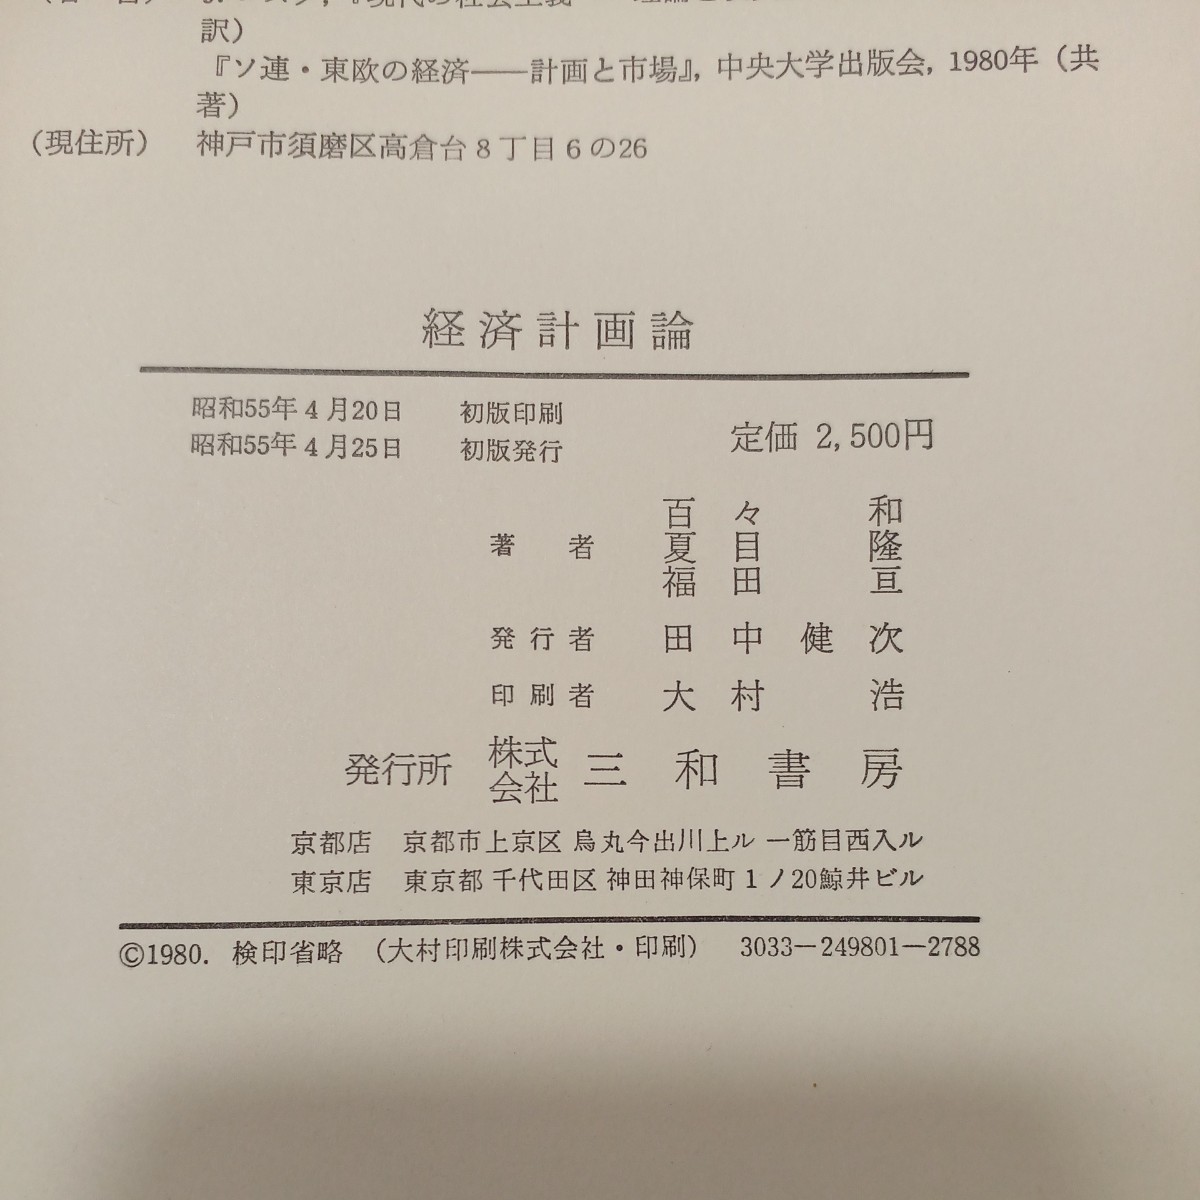 訳）
『ソ連・東欧の経済――計画と市場』，中央大学出版会，1980年（共
著）
（現住所） 神戸市須磨区高倉台８丁目６の26
経済計画論
昭和55年４月20日 初版印刷
昭和55年４月25日 初版発行
定価 2,500円
著者 百々和
夏目隆
福田亘
発行者 田中健次
印刷者 大村浩
発行所 株式会社 三和書房
京都店 京都市上京区 烏丸今出川上ル 一筋目西入ル
東京店 東京都 千代田区 神田神保町１ノ20鯨井ビル
©1980. 検印省略 （大村印刷株式会社・印刷） 3033－249801－2788